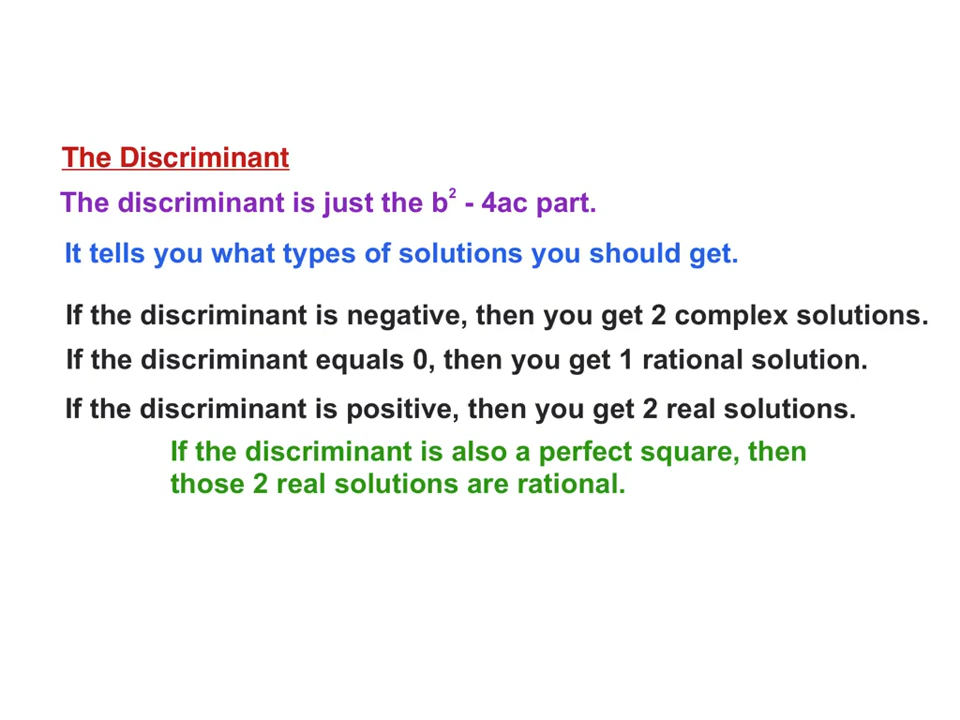 The Discriminant
The discriminant is just the b² - 4ac part.
It tells you what types of solutions you should get.
If the discriminant is negative, then you get 2 complex solutions.
If the discriminant equals 0, then you get 1 rational solution.
If the discriminant is positive, then you get 2 real solutions.
If the discriminant is also a perfect square, then
those 2 real solutions are rational.